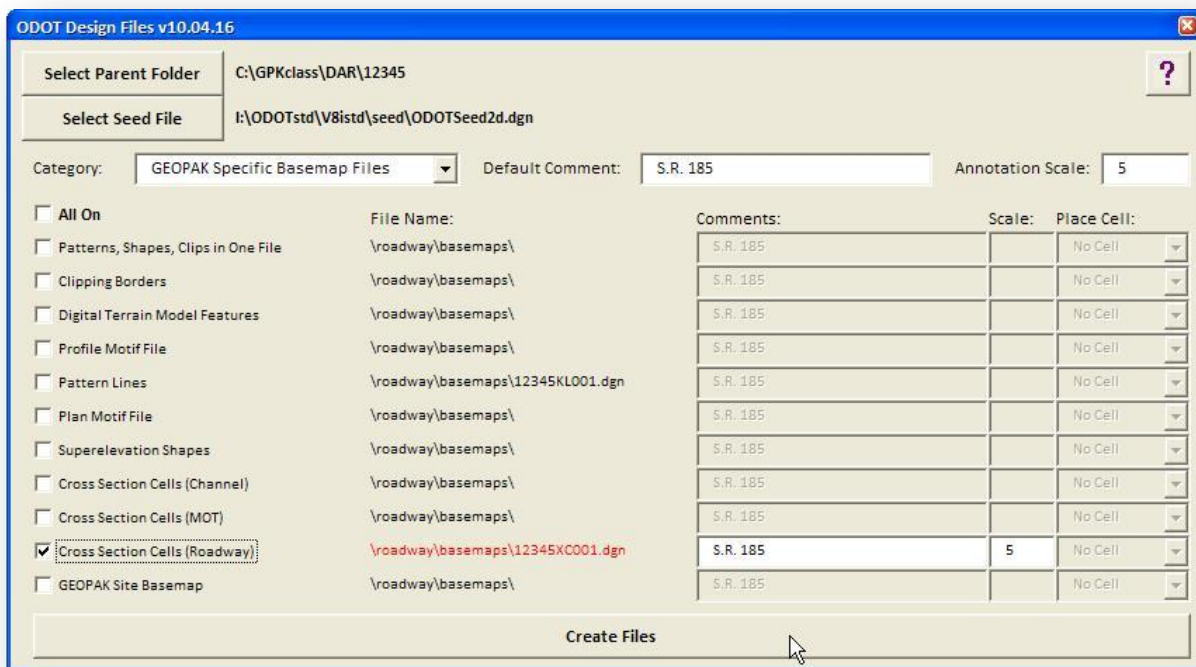 ODOT Design Files v10.04.16
Select Parent Folder C:\GPKclass\DAR\12345 ?
Select Seed File I:\ODOTstd\V8istd\seed\ODOTSeed2d.dgn
Category: GEOPAK Specific Basemap Files Default Comment: S.R. 185 Annotation Scale: 5
All On File Name: Comments: Scale: Place Cell:
Patterns, Shapes, Clips in One File \roadway\basemaps\ S.R. 185 No Cell
Clipping Borders \roadway\basemaps\ S.R. 185 No Cell
Digital Terrain Model Features \roadway\basemaps\ S.R. 185 No Cell
Profile Motif File \roadway\basemaps\ S.R. 185 No Cell
Pattern Lines \roadway\basemaps\12345KL001.dgn S.R. 185 No Cell
Plan Motif File \roadway\basemaps\ S.R. 185 No Cell
Superelevation Shapes \roadway\basemaps\ S.R. 185 No Cell
Cross Section Cells (Channel) \roadway\basemaps\ S.R. 185 No Cell
Cross Section Cells (MOT) \roadway\basemaps\ S.R. 185 No Cell
Cross Section Cells (Roadway) \roadway\basemaps\12345XC001.dgn S.R. 185 5 No Cell
GEOPAK Site Basemap \roadway\basemaps\ S.R. 185 No Cell
Create Files